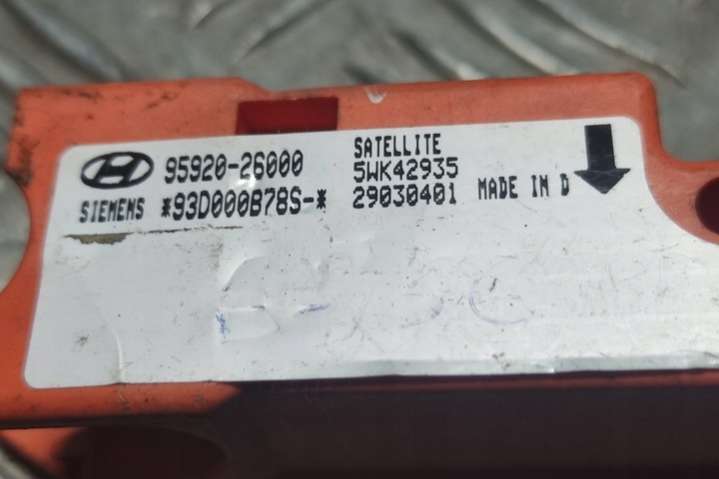 95920-26000
SIEMENS *93D000B78S-*
SATELLITE
5WK42935
29030401 MADE IN D